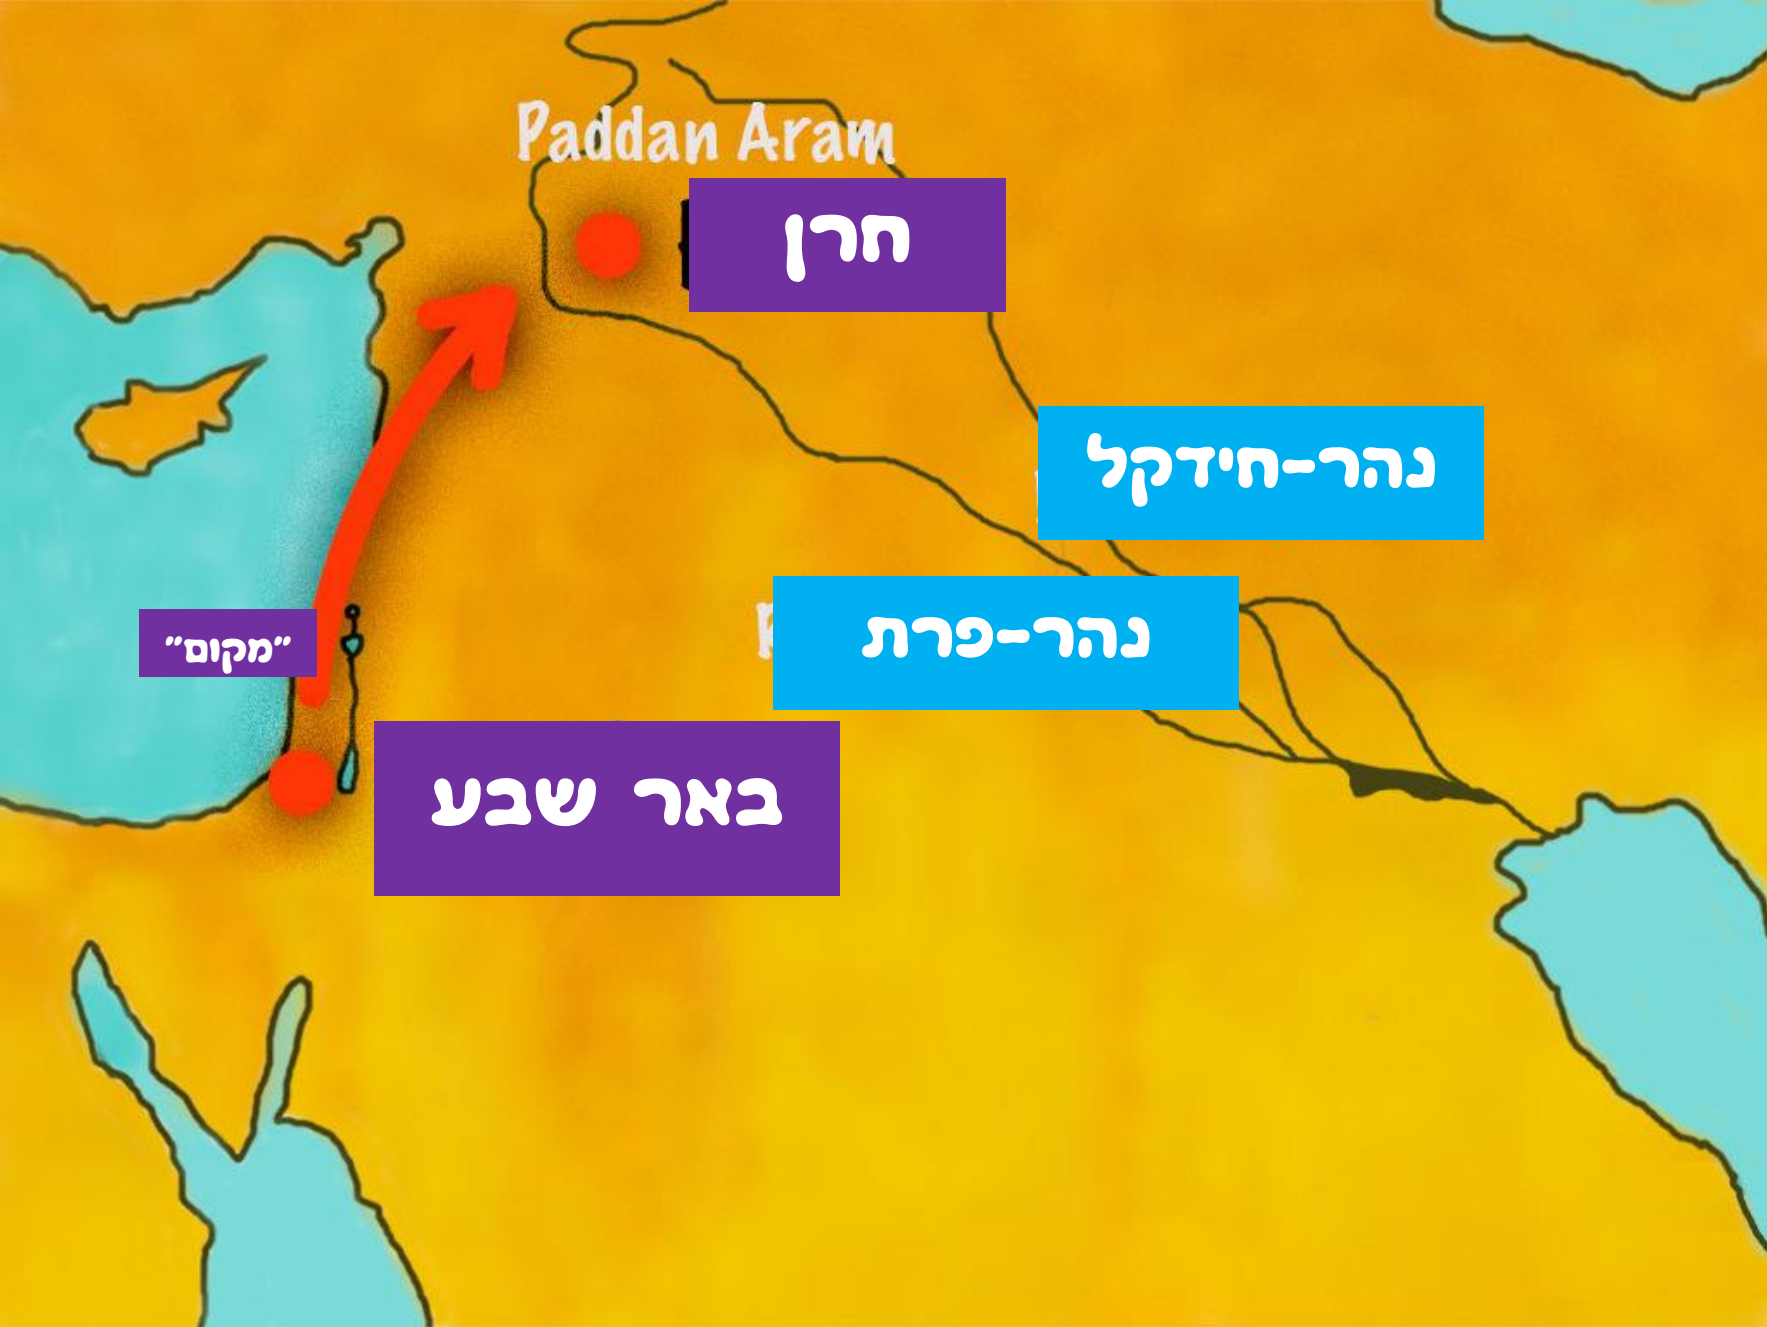 Paddan Aram
חרן
נהר-חידקל
נהר-פרת
"מקום"
באר שבע